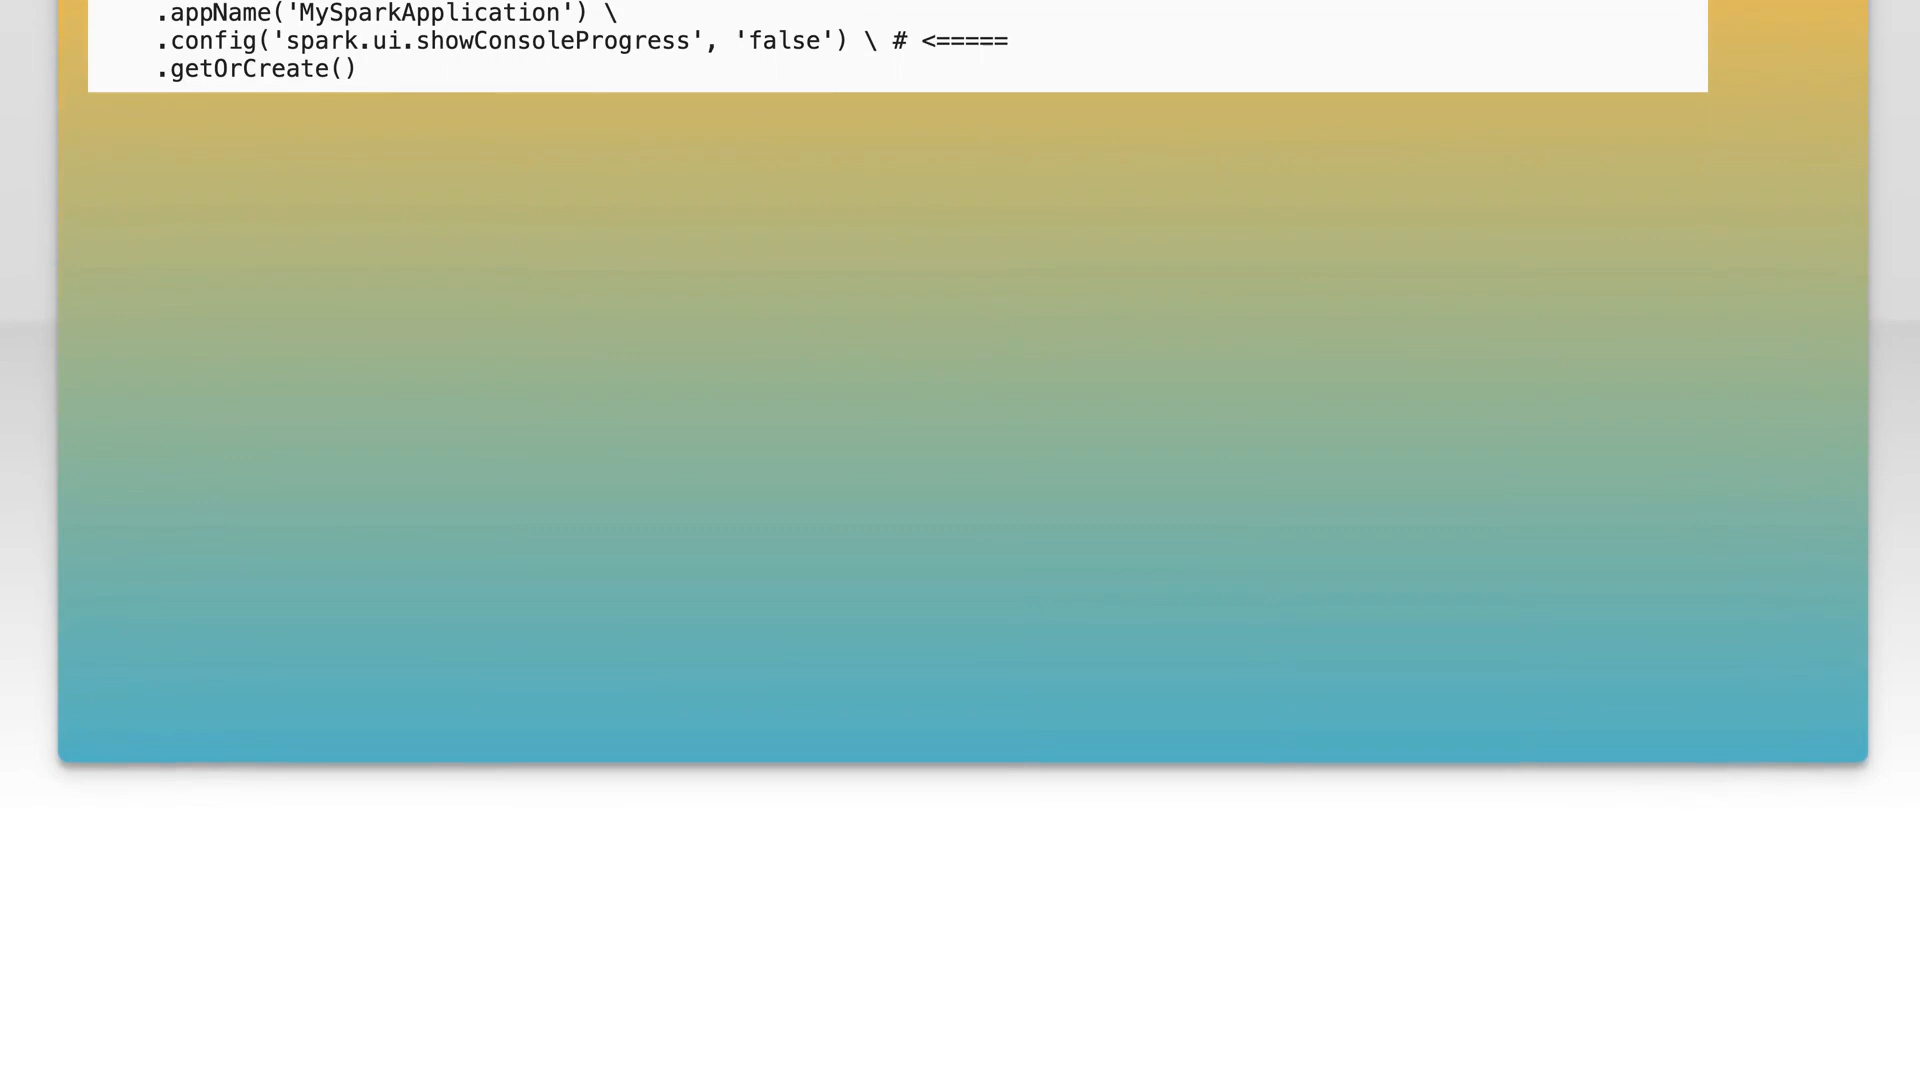 .appName('MySparkApplication') \
.config('spark.ui.showConsoleProgress', 'false') \ # <=====
.getOrCreate()